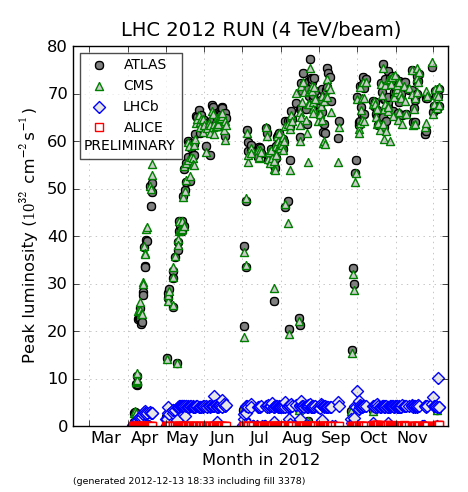 LHC 2012 RUN (4 TeV/beam)
Peak luminosity (10³² cm⁻² s⁻¹)
80
70
60
50
40
30
20
10
0
ATLAS
CMS
LHCb
ALICE
PRELIMINARY
Mar Apr May Jun Jul Aug Sep Oct Nov
Month in 2012
(generated 2012-12-13 18:33 including fill 3378)